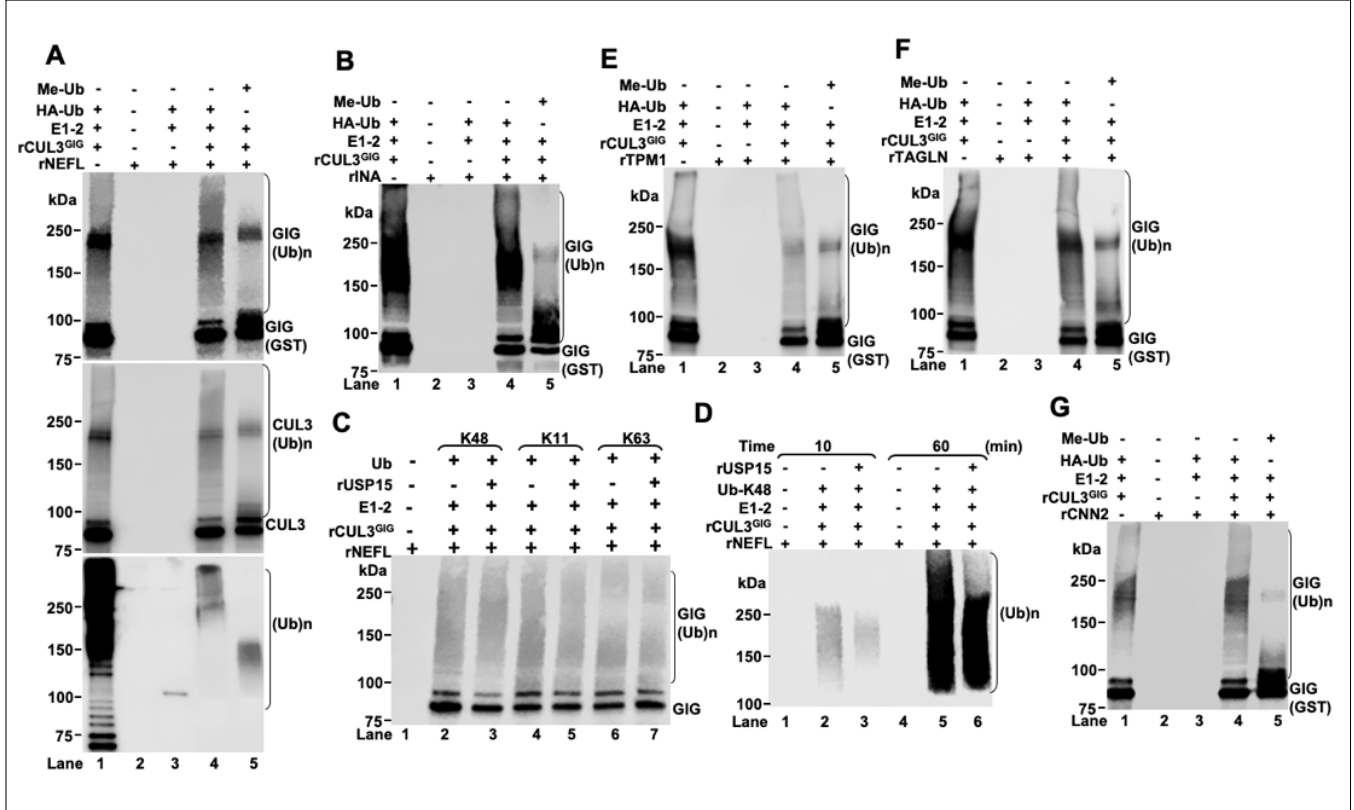 A
Me-Ub - - - - +
HA-Ub + - + + -
E1-2 + - + + +
rCUL3GIG + - - + +
rNEFL - + + + +
kDa
250
150
100
75
GIG
(Ub)n
GIG
(GST)
250
150
100
75
CUL3
(Ub)n
CUL3
250
150
100
75
(Ub)n
Lane 1 2 3 4 5
B
Me-Ub - - - - +
HA-Ub + - + + -
E1-2 + - + + +
rCUL3GIG + - - + +
rINA - + + + +
kDa
250
150
100
75
GIG
(Ub)n
GIG
(GST)
Lane 1 2 3 4 5
E
Me-Ub - - - - +
HA-Ub + - + + -
E1-2 + - + + +
rCUL3GIG + - - + +
rTPM1 - + + + +
kDa
250
150
100
75
GIG
(Ub)n
GIG
(GST)
Lane 1 2 3 4 5
F
Me-Ub - - - - +
HA-Ub + - + + -
E1-2 + - + + +
rCUL3GIG + - - + +
rTAGLN - + + + +
kDa
250
150
100
75
GIG
(Ub)n
GIG
(GST)
Lane 1 2 3 4 5
C
K48 K11 K63
Ub - + + + + + +
rUSP15 - - + - + - +
E1-2 - + + + + + +
rCUL3GIG - + + + + + +
rNEFL + + + + + + +
kDa
250
150
100
75
GIG
(Ub)n
GIG
Lane 1 2 3 4 5 6 7
D
Time 10 60 (min)
rUSP15 - - + - - +
Ub-K48 - + + - + +
E1-2 - + + - + +
rCUL3GIG - + + - + +
rNEFL + + + + + +
kDa
250
150
100
(Ub)n
Lane 1 2 3 4 5 6
G
Me-Ub - - - - +
HA-Ub + - + + -
E1-2 + - + + +
rCUL3GIG + - - + +
rCNN2 - + + + +
kDa
250
150
100
75
GIG
(Ub)n
GIG
(GST)
Lane 1 2 3 4 5